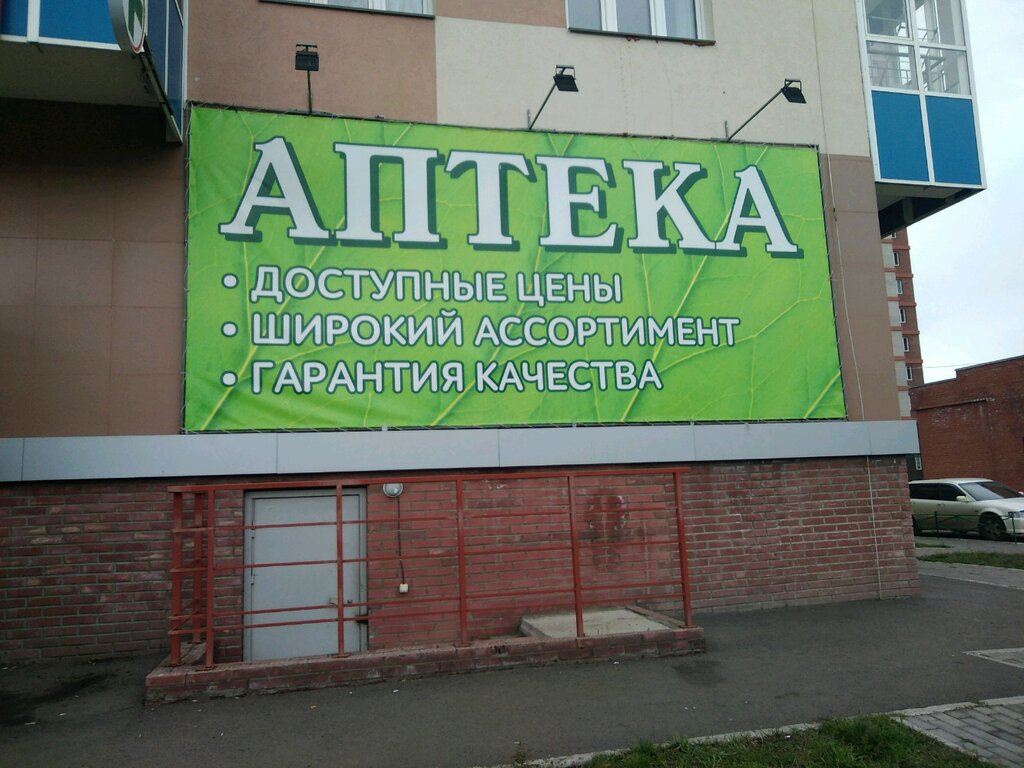 АПТЕКА
• ДОСТУПНЫЕ ЦЕНЫ
• ШИРОКИЙ АССОРТИМЕНТ
• ГАРАНТИЯ КАЧЕСТВА